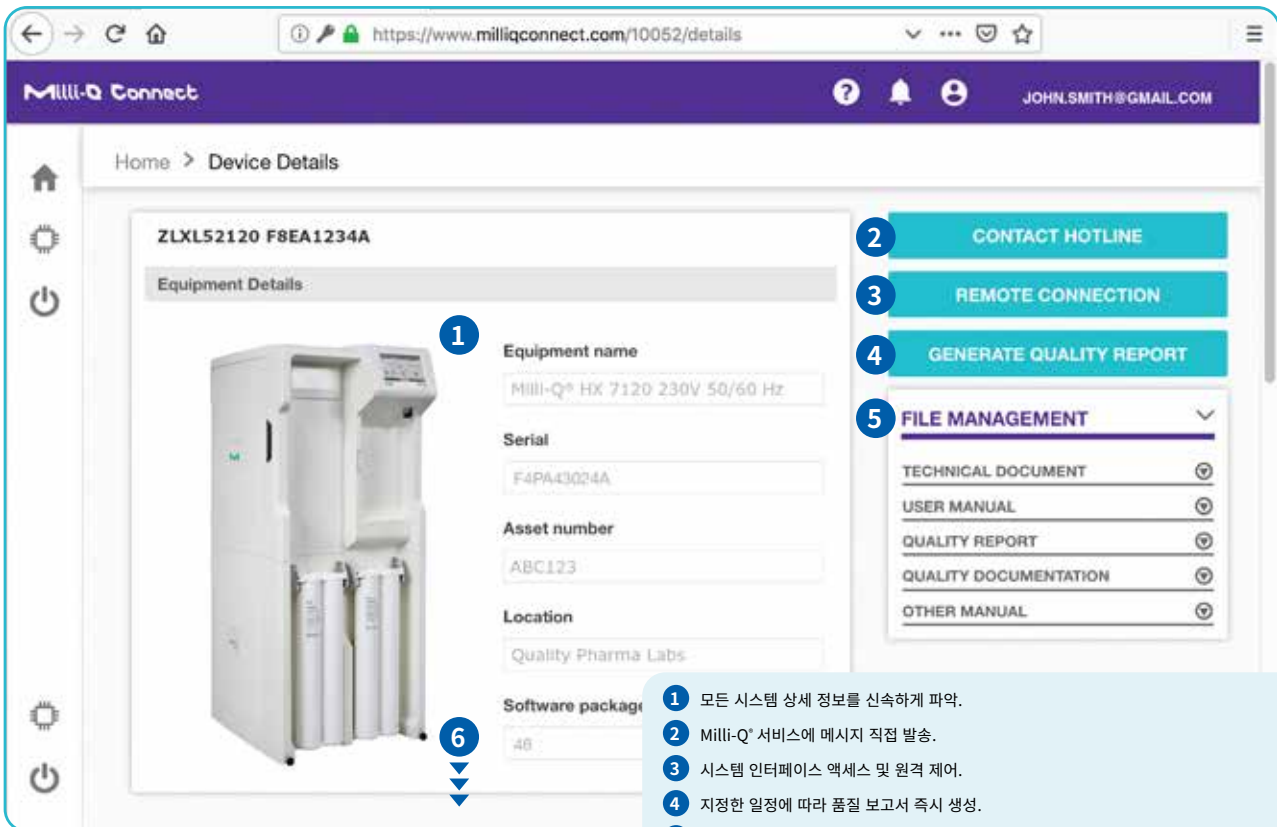 https://www.milliqconnect.com/10052/details
Milli-Q Connect
JOHN.SMITH@GMAIL.COM
Home > Device Details
ZLXL52120 F8EA1234A
Equipment Details
1
Equipment name
Milli-Q® HX 7120 230V 50/60 Hz
Serial
F4PA43024A
Asset number
ABC123
Location
Quality Pharma Labs
Software package
46
6
2 CONTACT HOTLINE
3 REMOTE CONNECTION
4 GENERATE QUALITY REPORT
5 FILE MANAGEMENT
TECHNICAL DOCUMENT
USER MANUAL
QUALITY REPORT
QUALITY DOCUMENTATION
OTHER MANUAL
1 모든 시스템 상세 정보를 신속하게 파악.
2 Milli-Q® 서비스에 메시지 직접 발송.
3 시스템 인터페이스 액세스 및 원격 제어.
4 지정한 일정에 따라 품질 보고서 즉시 생성.